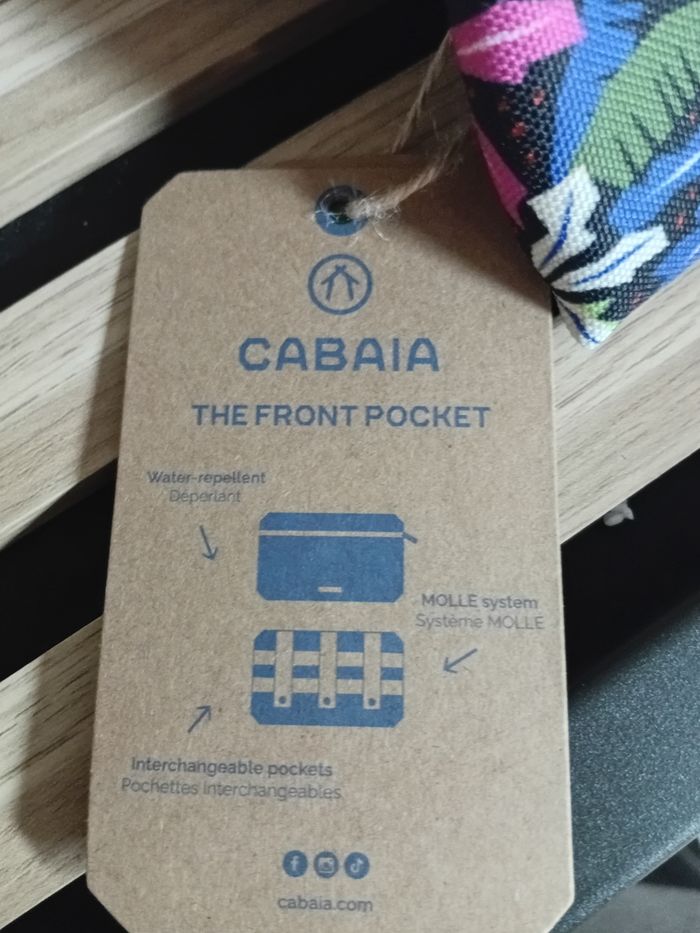 CABAIA
THE FRONT POCKET
Water-repellent
Déperlant
MOLLE system
Système MOLLE
Interchangeable pockets
Pochettes interchangeables
cabaia.com